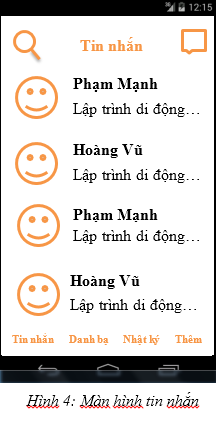 12:15
Tin nhắn
Phạm Mạnh
Lập trình di động…
Hoàng Vũ
Lập trình di động…
Phạm Mạnh
Lập trình di động…
Hoàng Vũ
Lập trình di động…
Tin nhắn Danh bạ Nhật ký Thêm
Hình 4: Màn hình tin nhắn